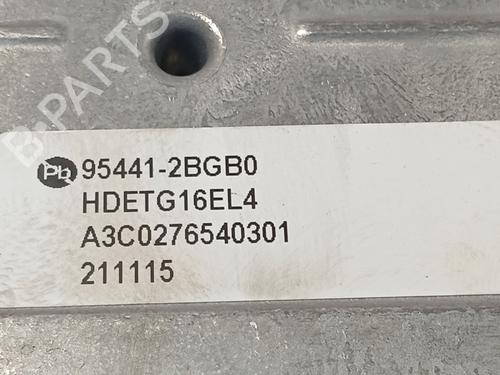 B-PARTS
Pb 95441-2BGB0
HDETG16EL4
A3C0276540301
211115